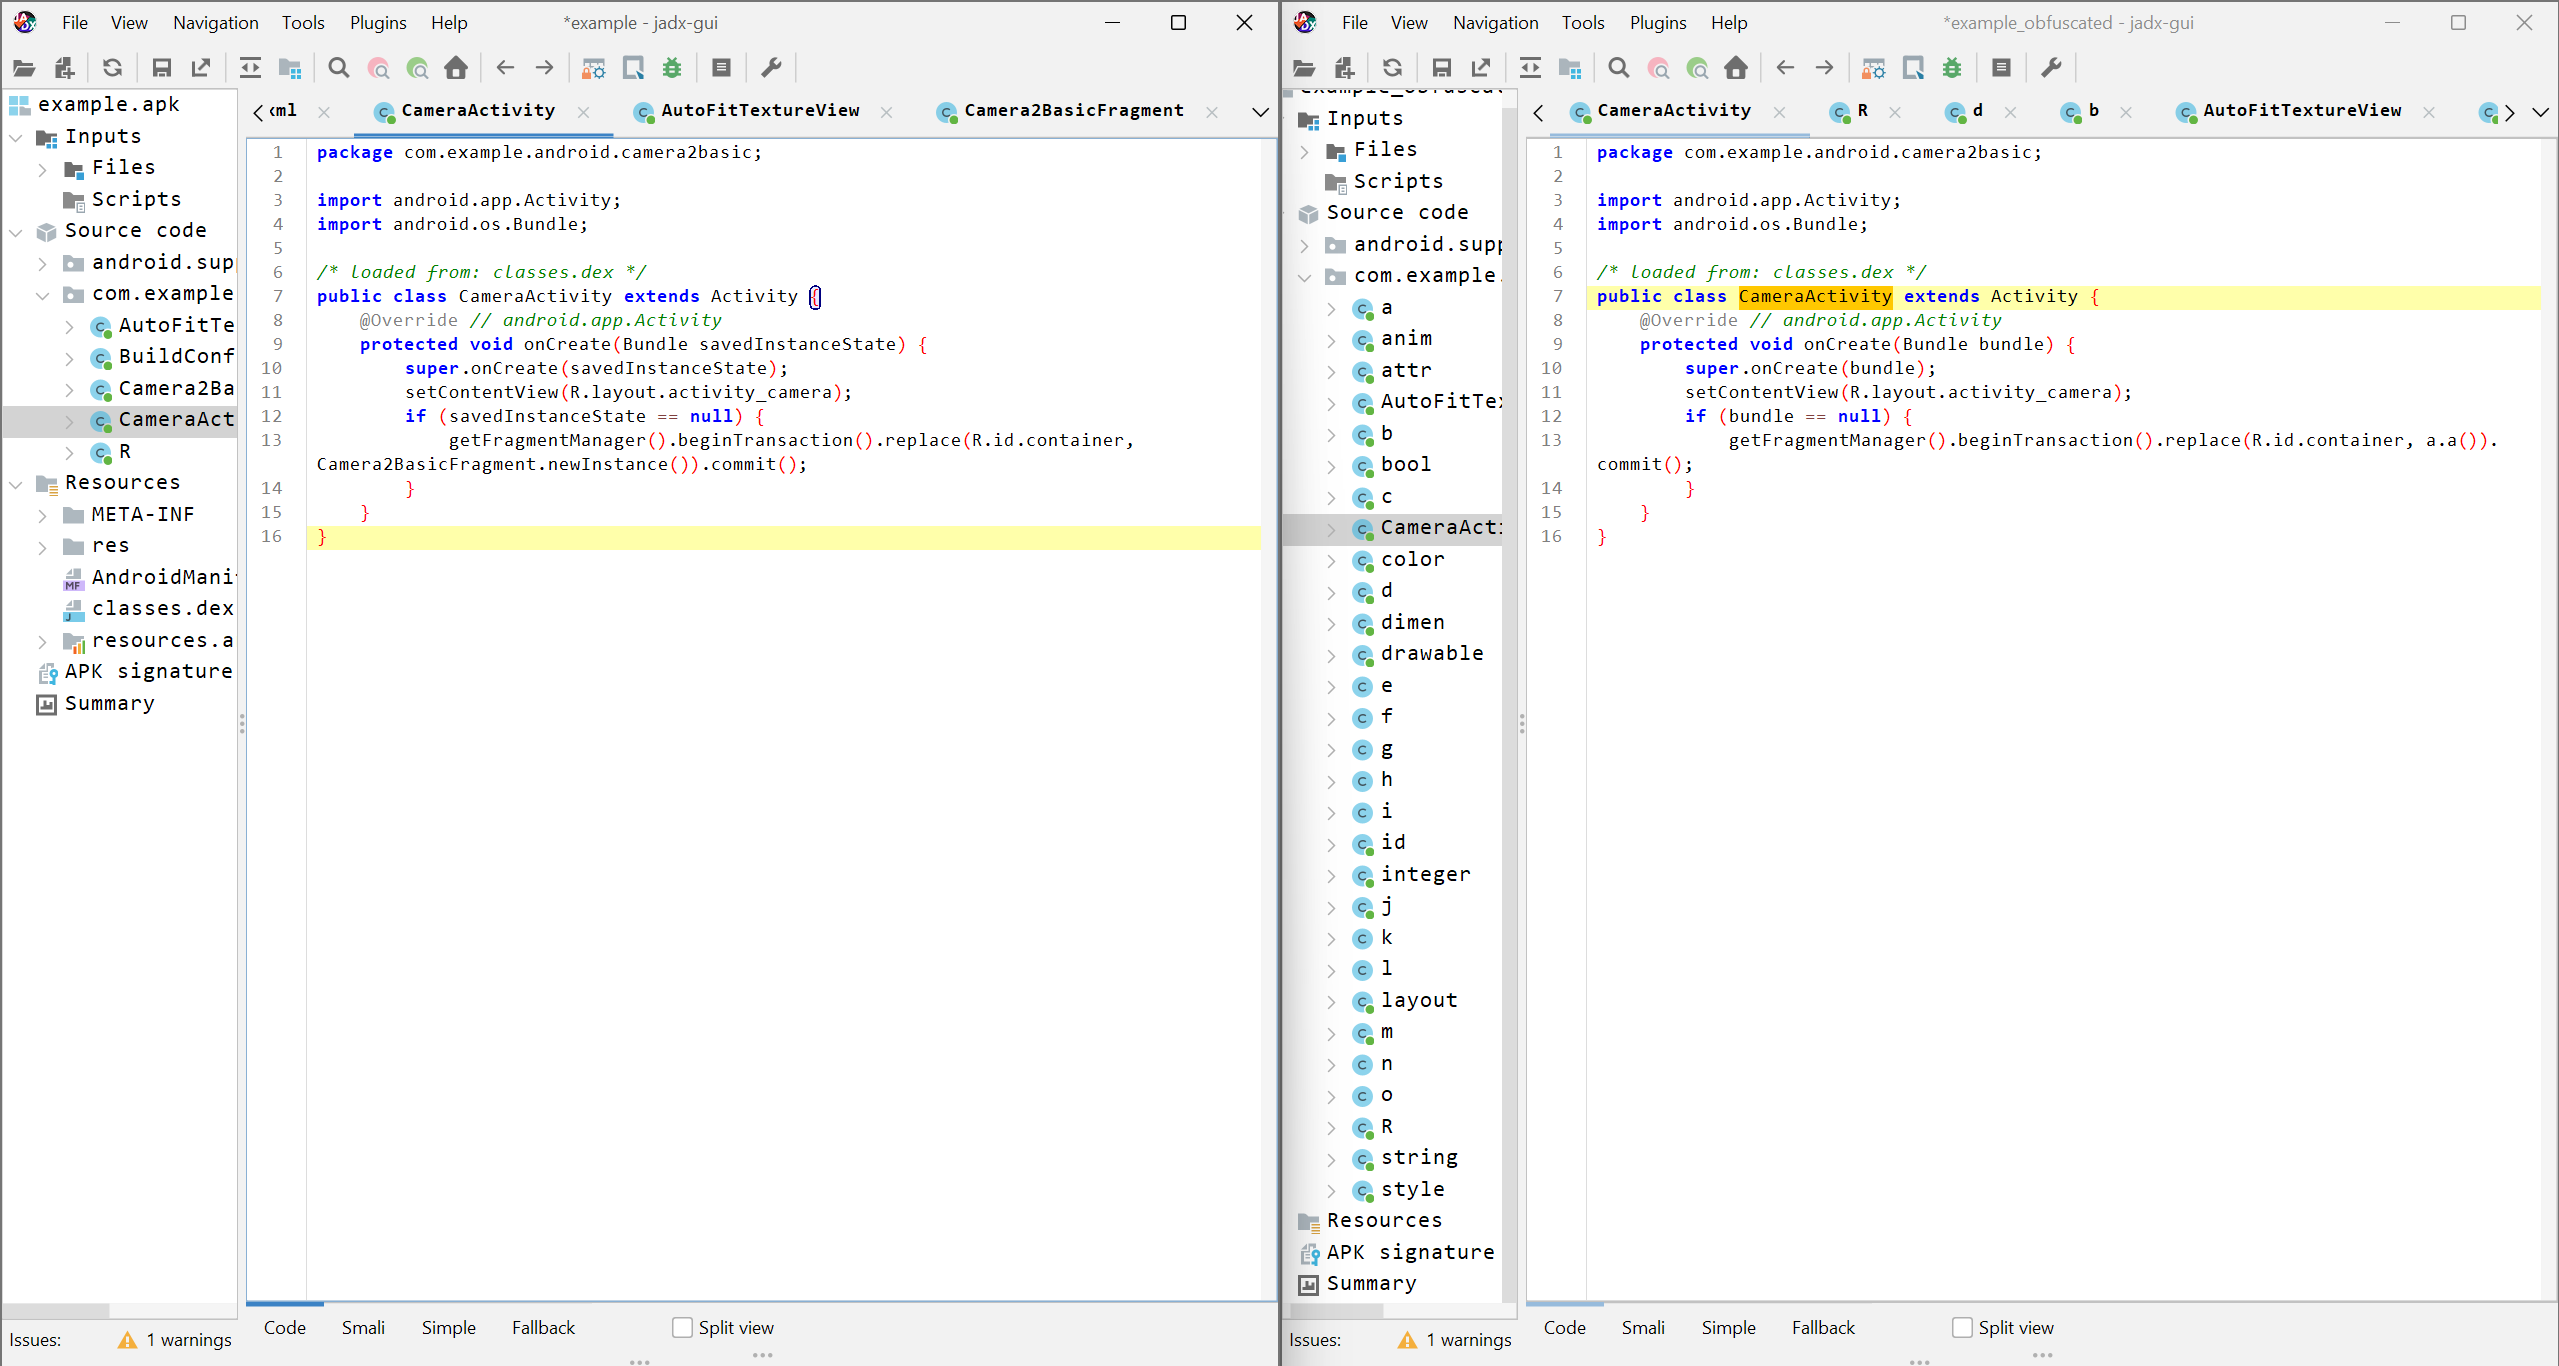 File View Navigation Tools Plugins Help *example - jadx-gui
example.apk
Inputs
Files
Scripts
Source code
android.sup
com.example
AutoFitTe
BuildConf
Camera2Ba
CameraAct
R
Resources
META-INF
res
AndroidMani
classes.dex
resources.a
APK signature
Summary
Issues: 1 warnings
xml CameraActivity AutoFitTextureView Camera2BasicFragment
1 package com.example.android.camera2basic;
2
3 import android.app.Activity;
4 import android.os.Bundle;
5
6 /* loaded from: classes.dex */
7 public class CameraActivity extends Activity {
8 @Override // android.app.Activity
9 protected void onCreate(Bundle savedInstanceState) {
10 super.onCreate(savedInstanceState);
11 setContentView(R.layout.activity_camera);
12 if (savedInstanceState == null) {
13 getFragmentManager().beginTransaction().replace(R.id.container,
Camera2BasicFragment.newInstance()).commit();
14 }
15 }
16 }
Code Smali Simple Fallback Split view
File View Navigation Tools Plugins Help *example_obfuscated - jadx-gui
Inputs
Files
Scripts
Source code
android.supp
com.example.
a
anim
attr
AutoFitTex
b
bool
c
CameraActi
color
d
dimen
drawable
e
f
g
h
i
id
integer
j
k
l
layout
m
n
o
R
string
style
Resources
APK signature
Summary
Issues: 1 warnings
CameraActivity R d b AutoFitTextureView
1 package com.example.android.camera2basic;
2
3 import android.app.Activity;
4 import android.os.Bundle;
5
6 /* loaded from: classes.dex */
7 public class CameraActivity extends Activity {
8 @Override // android.app.Activity
9 protected void onCreate(Bundle bundle) {
10 super.onCreate(bundle);
11 setContentView(R.layout.activity_camera);
12 if (bundle == null) {
13 getFragmentManager().beginTransaction().replace(R.id.container, a.a()).
commit();
14 }
15 }
16 }
Code Smali Simple Fallback Split view